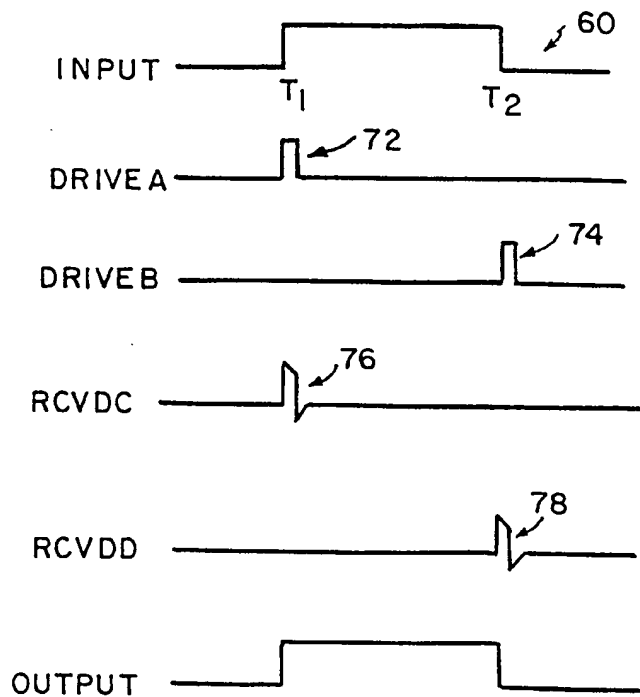 60
INPUT
T1 T2
72
DRIVEA
74
DRIVEB
76
RCVDC
78
RCVDD
OUTPUT